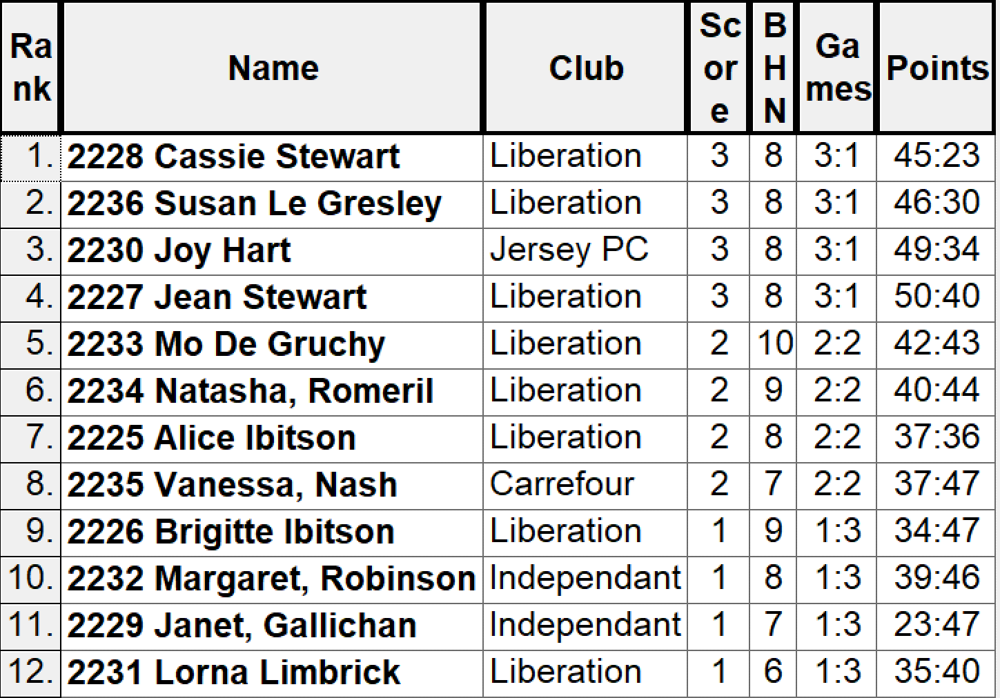 Rank Name Club Score BHN Games Points
1. 2228 Cassie Stewart Liberation 3 8 3:1 45:23
2. 2236 Susan Le Gresley Liberation 3 8 3:1 46:30
3. 2230 Joy Hart Jersey PC 3 8 3:1 49:34
4. 2227 Jean Stewart Liberation 3 8 3:1 50:40
5. 2233 Mo De Gruchy Liberation 2 10 2:2 42:43
6. 2234 Natasha, Romeril Liberation 2 9 2:2 40:44
7. 2225 Alice Ibitson Liberation 2 8 2:2 37:36
8. 2235 Vanessa, Nash Carrefour 2 7 2:2 37:47
9. 2226 Brigitte Ibitson Liberation 1 9 1:3 34:47
10. 2232 Margaret, Robinson Independant 1 8 1:3 39:46
11. 2229 Janet, Gallichan Independant 1 7 1:3 23:47
12. 2231 Lorna Limbrick Liberation 1 6 1:3 35:40